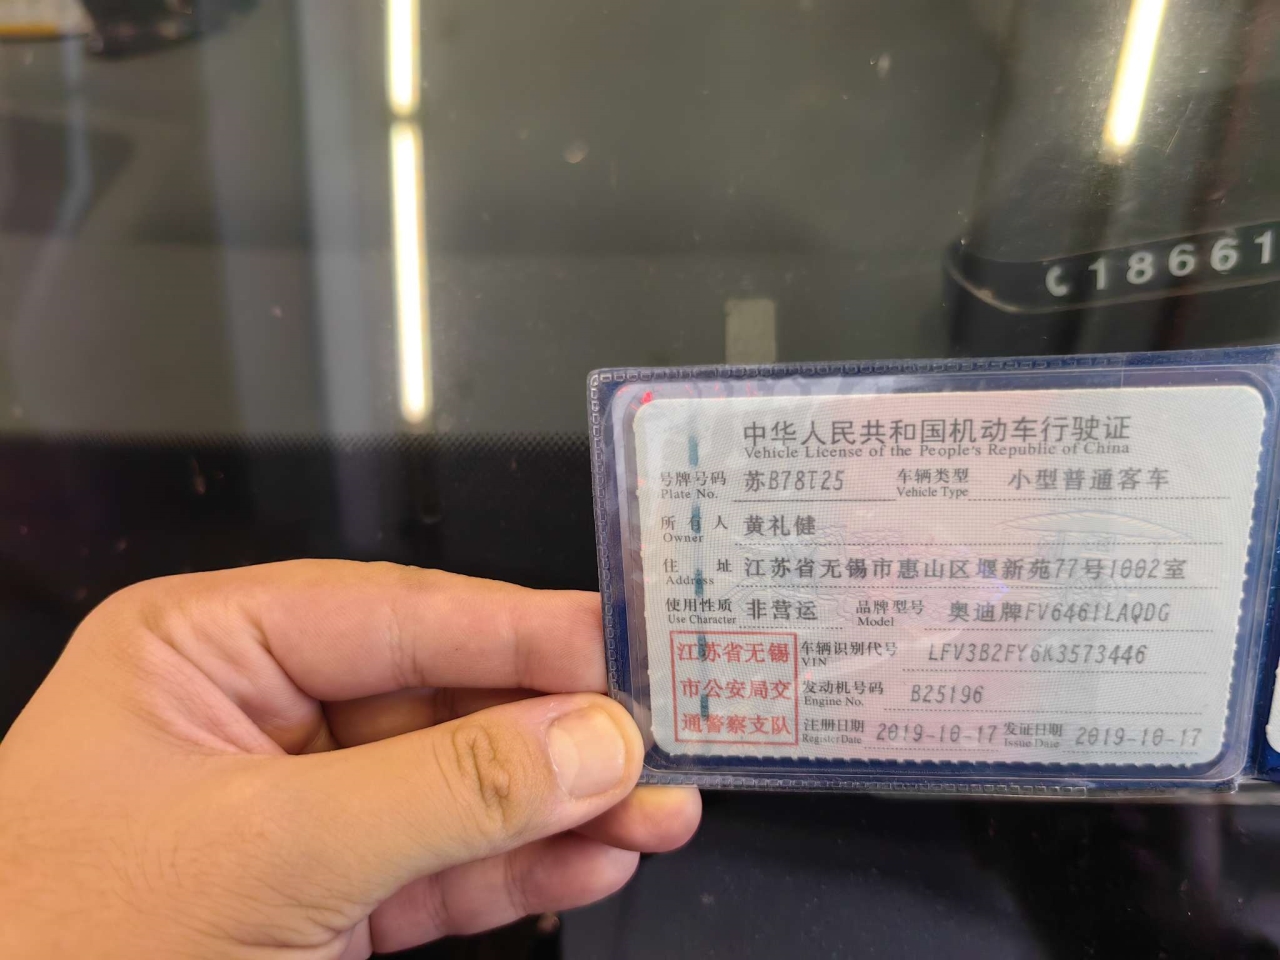 18661
中华人民共和国机动车行驶证
Vehicle License of the People's Republic of China
号牌号码 苏B78T25 车辆类型 小型普通客车
Plate No. Vehicle Type
所有人 黄礼健
Owner
住址 江苏省无锡市惠山区堰新苑77号1002室
Address
使用性质 非营运 品牌型号 奥迪牌FV6461LAQDG
Use Character Model
江苏省无锡 车辆识别代号 LFV3B2FY6K3573446
VIN
市公安局交 发动机号码 B25196
Engine No.
通警察支队 注册日期 2019-10-17 发证日期 2019-10-17
Register Date Issue Date